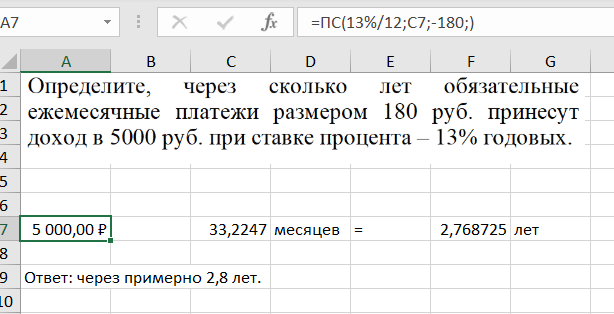 A7 =ПС(13%/12;C7;-180;)
A B C D E F G
1 Определите, через сколько лет обязательные
2 ежемесячные платежи размером 180 руб. принесут
3 доход в 5000 руб. при ставке процента – 13% годовых.
4
5
6
7 5 000,00 ₽ 33,2247 месяцев = 2,768725 лет
8
9 Ответ: через примерно 2,8 лет.
10